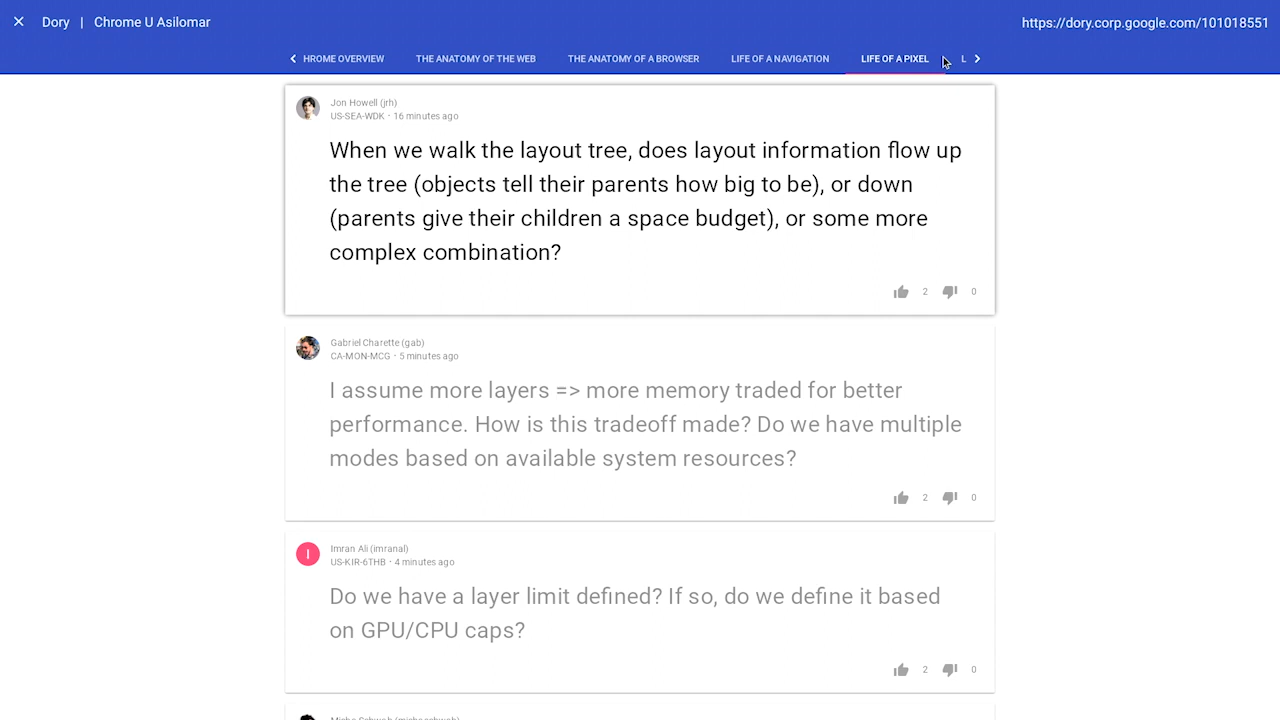 Dory | Chrome U Asilomar
https://dory.corp.google.com/101018551
HROME OVERVIEW THE ANATOMY OF THE WEB THE ANATOMY OF A BROWSER LIFE OF A NAVIGATION LIFE OF A PIXEL L
Jon Howell (jrh)
US-SEA-WDK · 16 minutes ago
When we walk the layout tree, does layout information flow up
the tree (objects tell their parents how big to be), or down
(parents give their children a space budget), or some more
complex combination?
2 0
Gabriel Charette (gab)
CA-MON-MCG · 5 minutes ago
I assume more layers => more memory traded for better
performance. How is this tradeoff made? Do we have multiple
modes based on available system resources?
2 0
I
Imran Ali (imranal)
US-KIR-6THB · 4 minutes ago
Do we have a layer limit defined? If so, do we define it based
on GPU/CPU caps?
2 0